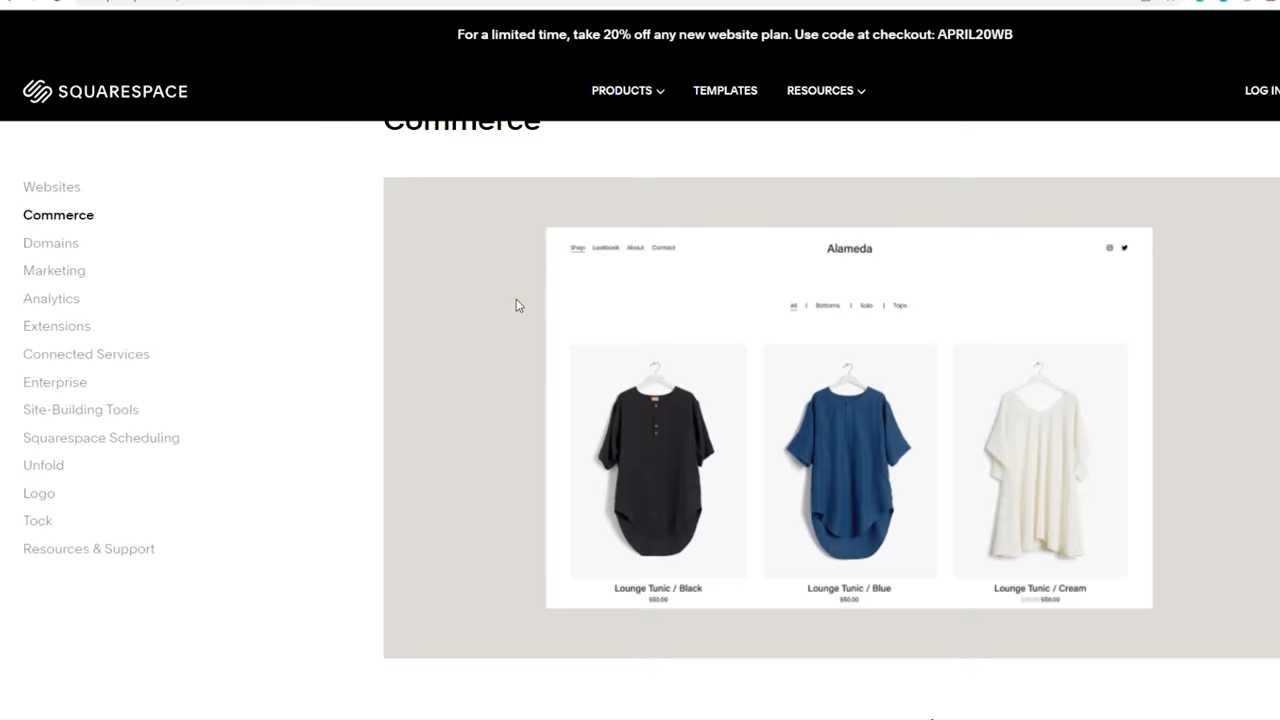 For a limited time, take 20% off any new website plan. Use code at checkout: APRIL20WB
SQUARESPACE
PRODUCTS
TEMPLATES
RESOURCES
LOG IN
Commerce
Websites
Commerce
Domains
Marketing
Analytics
Extensions
Connected Services
Enterprise
Site-Building Tools
Squarespace Scheduling
Unfold
Logo
Tock
Resources & Support
Shop Lookbook About Contact
Alameda
All | Bottoms | Sale | Tops
Lounge Tunic / Black
$50.00
Lounge Tunic / Blue
$50.00
Lounge Tunic / Cream
$50.00